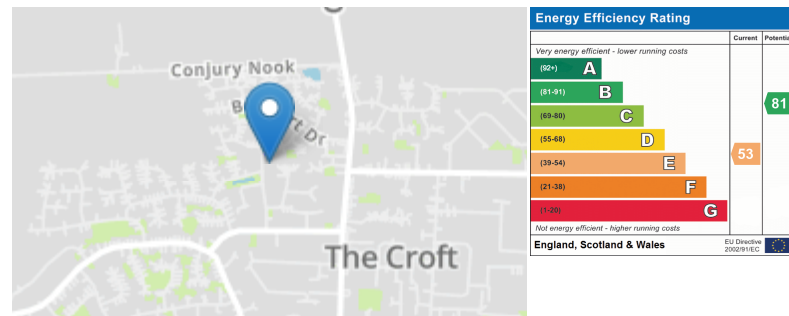 Conjury Nook
The Croft
Energy Efficiency Rating
Current
Very energy efficient - lower running costs
(92+) A
(81-91) B
81
(69-80) C
(55-68) D
(39-54) E
53
(21-38) F
(1-20) G
Not energy efficient - higher running costs
England, Scotland & Wales
EU Directive
2002/91/EC